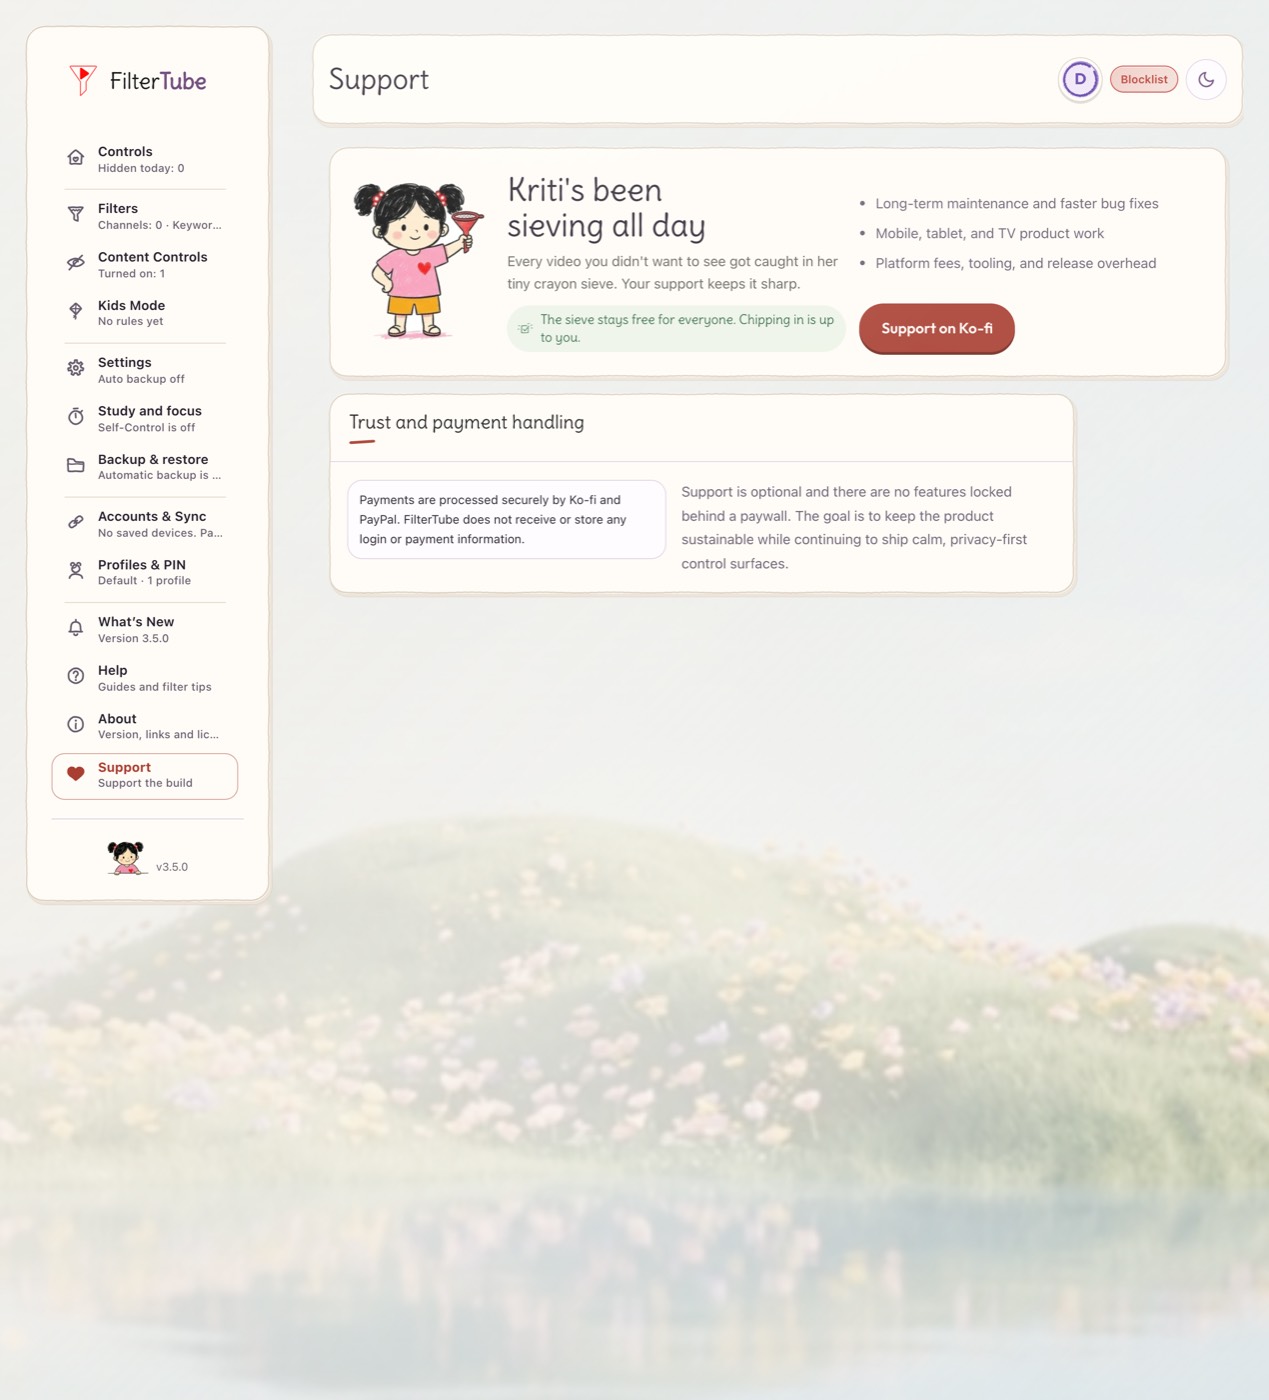 FilterTube
Controls
Hidden today: 0
Filters
Channels: 0 · Keywor...
Content Controls
Turned on: 1
Kids Mode
No rules yet
Settings
Auto backup off
Study and focus
Self-Control is off
Backup & restore
Automatic backup is ...
Accounts & Sync
No saved devices. Pa...
Profiles & PIN
Default · 1 profile
What's New
Version 3.5.0
Help
Guides and filter tips
About
Version, links and lic...
Support
Support the build
v3.5.0
Support
D
Blocklist
Kriti's been
sieving all day
Every video you didn't want to see got caught in her
tiny crayon sieve. Your support keeps it sharp.
The sieve stays free for everyone. Chipping in is up
to you.
• Long-term maintenance and faster bug fixes
• Mobile, tablet, and TV product work
• Platform fees, tooling, and release overhead
Support on Ko-fi
Trust and payment handling
Payments are processed securely by Ko-fi and
PayPal. FilterTube does not receive or store any
login or payment information.
Support is optional and there are no features locked
behind a paywall. The goal is to keep the product
sustainable while continuing to ship calm, privacy-first
control surfaces.